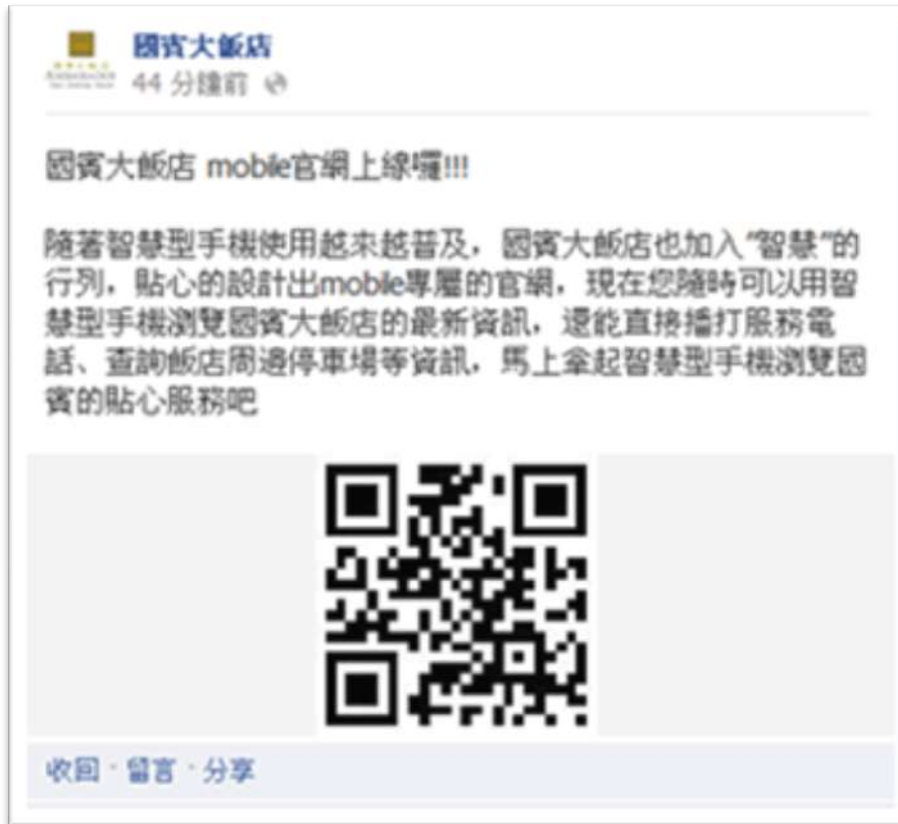 國賓大飯店
44 分鐘前
國賓大飯店 mobile官網上線囉!!!
隨著智慧型手機使用越來越普及，國賓大飯店也加入"智慧"的
行列，貼心的設計出mobile專屬的官網，現在您隨時可以用智
慧型手機瀏覽國賓大飯店的最新資訊，還能直接播打服務電
話、查詢飯店周邊停車場等資訊，馬上拿起智慧型手機瀏覽國
賓的貼心服務吧
收回 · 留言 · 分享